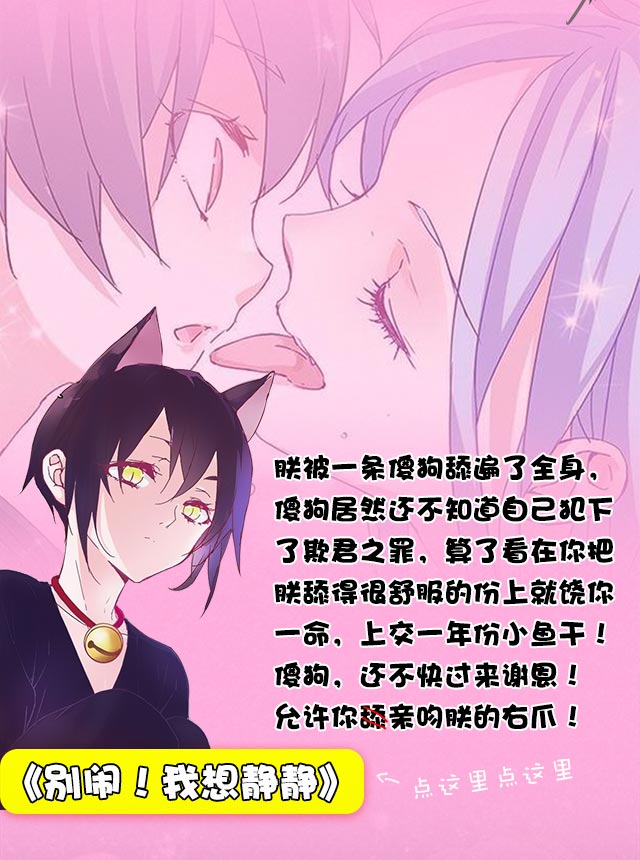 朕被一条傻狗舔遍了全身，
傻狗居然还不知道自己犯下
了欺君之罪，算了看在你把
朕舔得很舒服的份上就饶你
一命，上交一年份小鱼干！
傻狗，还不快过来谢恩！
允许你舔亲吻朕的右爪！
《别闹！我想静静》
点这里点这里